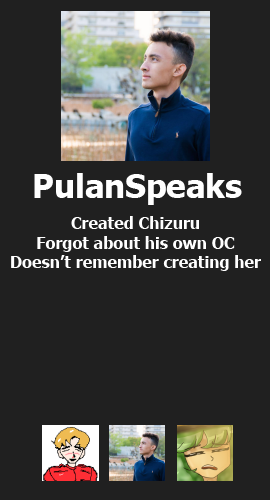 PulanSpeaks
Created Chizuru
Forgot about his own OC
Doesn't remember creating her